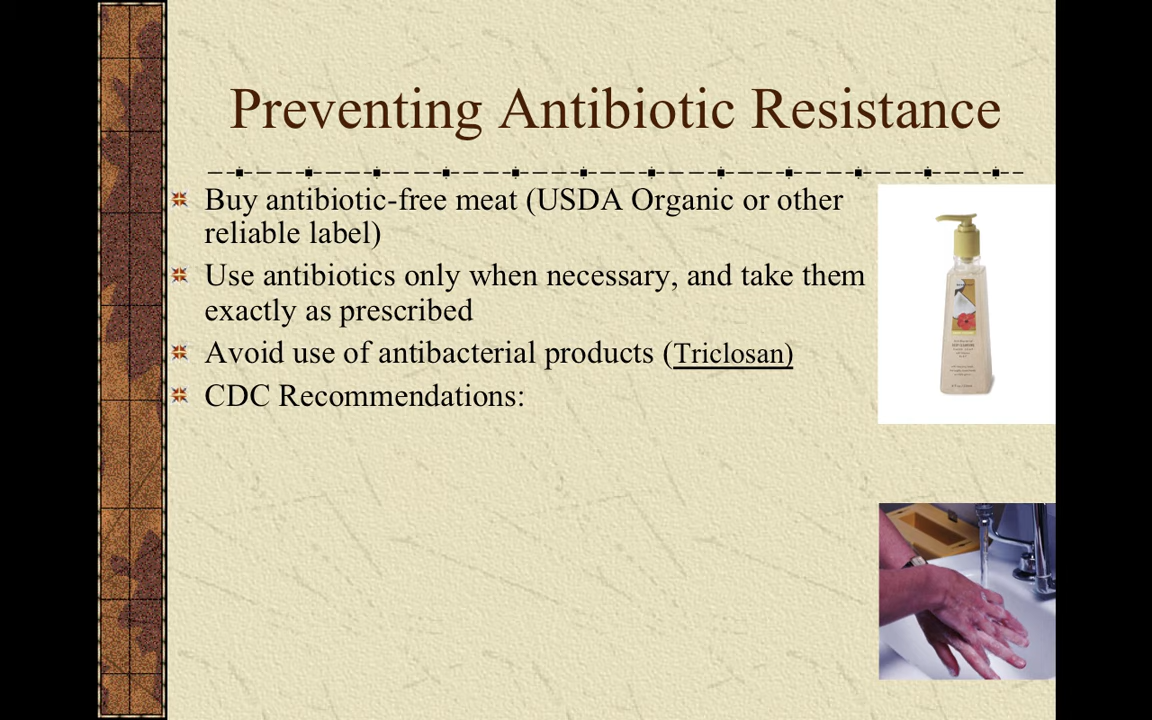 Preventing Antibiotic Resistance
Buy antibiotic-free meat (USDA Organic or other
reliable label)
Use antibiotics only when necessary, and take them
exactly as prescribed
Avoid use of antibacterial products (Triclosan)
CDC Recommendations: